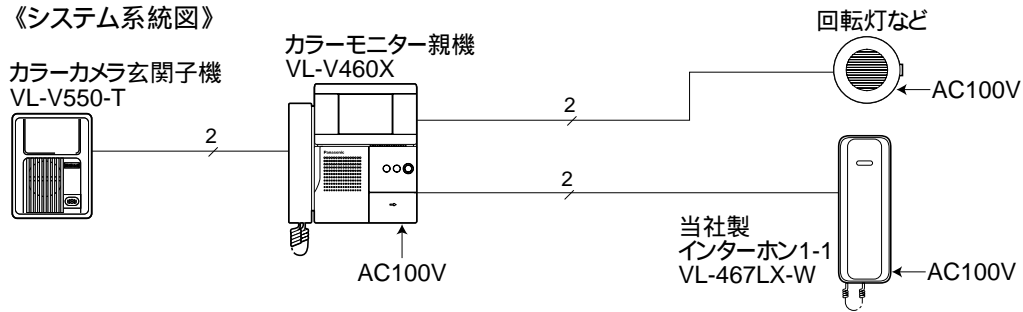 《システム系統図》
カラーカメラ玄関子機
VL-V550-T
2
カラーモニター親機
VL-V460X
Panasonic
AC100V
2
2
回転灯など
AC100V
当社製
インターホン1-1
VL-467LX-W
AC100V